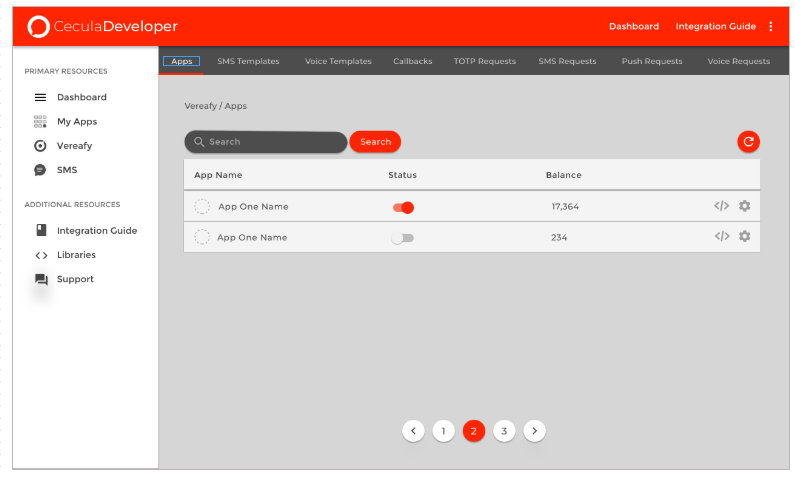 CeculaDeveloper
Dashboard Integration Guide
PRIMARY RESOURCES
Dashboard
My Apps
Vereafy
SMS
ADDITIONAL RESOURCES
Integration Guide
Libraries
Support
Apps SMS Templates Voice Templates Callbacks TOTP Requests SMS Requests Push Requests Voice Requests
Vereafy / Apps
Search Search
App Name Status Balance
App One Name 17,364 </>
App One Name 234 </>
< 1 2 3 >